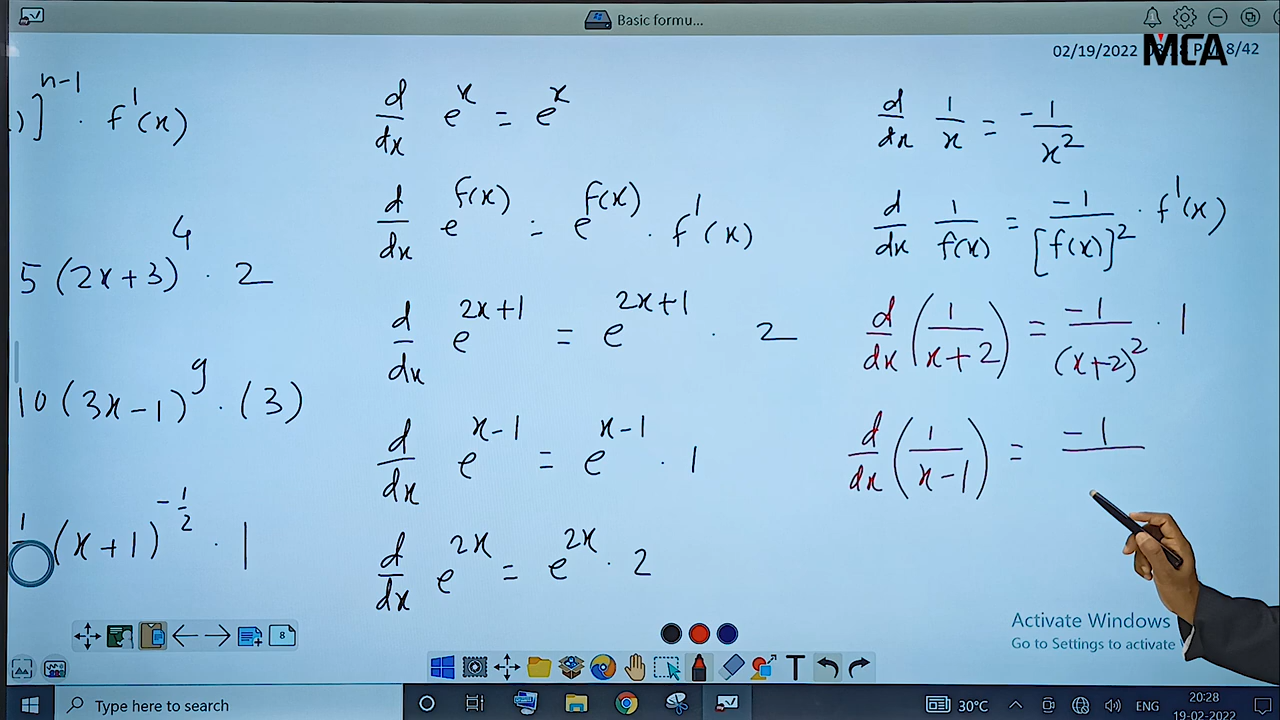 Basic formu...
MCA
02/19/2022
8/42
]^{n-1} · f'(x)
5 (2x+3)^4 · 2
10 (3x-1)^9 · (3)
(x+1)^{-1/2} · 1
d/dx e^x = e^x
d/dx e^{f(x)} = e^{f(x)} · f'(x)
d/dx e^{2x+1} = e^{2x+1} · 2
d/dx e^{x-1} = e^{x-1} · 1
d/dx e^{2x} = e^{2x} · 2
d/dx 1/x = -1/x^2
d/dx 1/f(x) = -1/[f(x)]^2 · f'(x)
d/dx (1/(x+2)) = -1/(x+2)^2 · 1
d/dx (1/(x-1)) = -1/
Activate Windows
Go to Settings to activate
8
T
Type here to search
30°C
ENG
20:28
19-02-2022